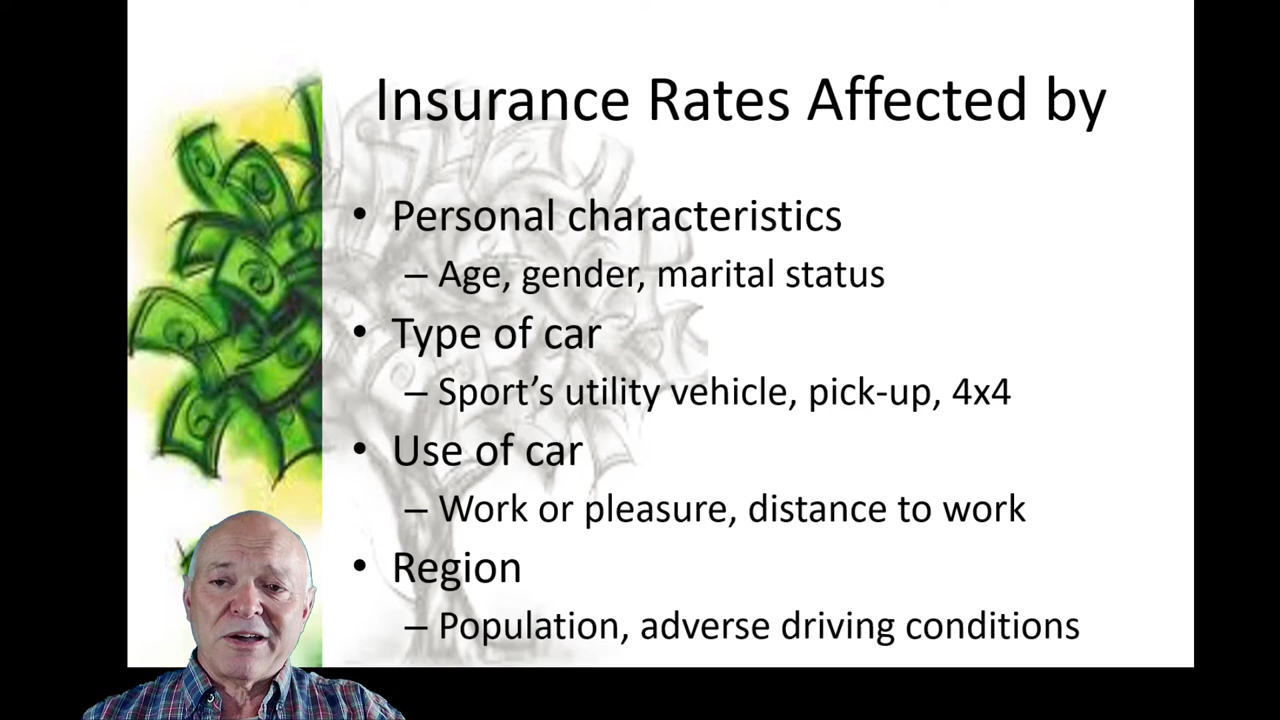 Insurance Rates Affected by
• Personal characteristics
– Age, gender, marital status
• Type of car
– Sport’s utility vehicle, pick-up, 4x4
• Use of car
– Work or pleasure, distance to work
• Region
– Population, adverse driving conditions